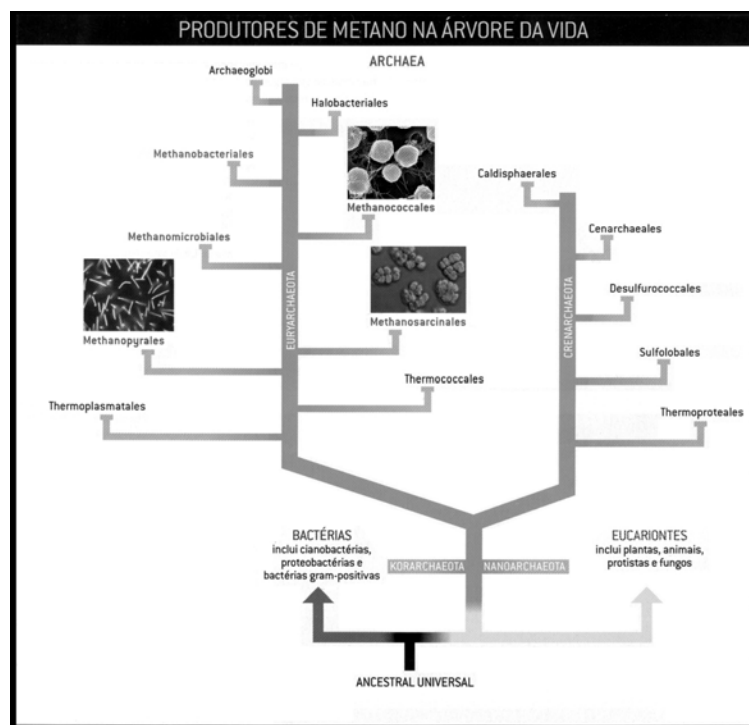 PRODUTORES DE METANO NA ÁRVORE DA VIDA
ARCHAEA
Archaeoglobi
Halobacteriales
Methanobacteriales
Methanococcales
Methanomicrobiales
Methanosarcinales
Methanopyrales
Thermococcales
Thermoplasmatales
EURYARCHAEOTA
Caldisphaerales
Cenarchaeales
Desulfurococcales
Sulfolobales
Thermoproteales
CRENARCHAEOTA
BACTÉRIAS
inclui cianobactérias,
proteobactérias e
bactérias gram-positivas
KORARCHAEOTA
NANOARCHAEOTA
EUCARIONTES
inclui plantas, animais,
protistas e fungos
ANCESTRAL UNIVERSAL